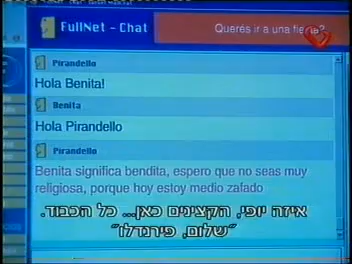 FullNet - Chat
Querés ir a una fiesta?
Pirandello
Hola Benita!
Benita
Hola Pirandello
Pirandello
Benita significa bendita, espero que no seas muy
religiosa, porque hoy estoy medio zafado
איזה יופי, הקצינים כאן... כל הכבוד.
"שלום, פירנדלו"